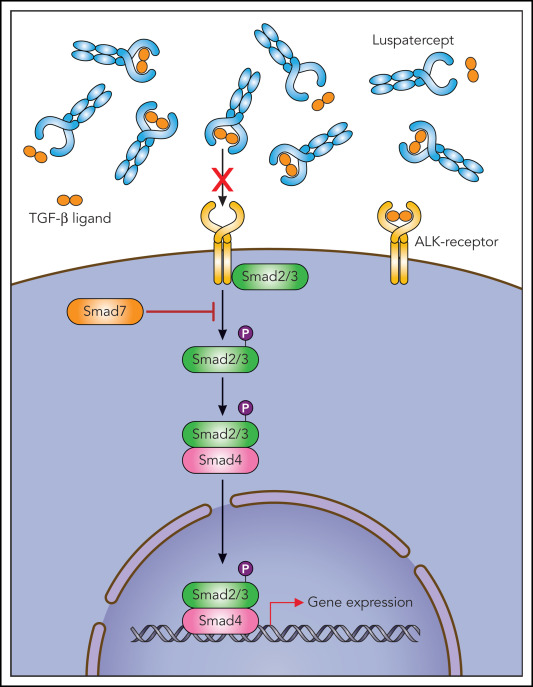 Luspatercept
TGF-β ligand
ALK-receptor
Smad2/3
Smad7
P
Smad2/3
P
Smad2/3
Smad4
P
Smad2/3
Gene expression
Smad4